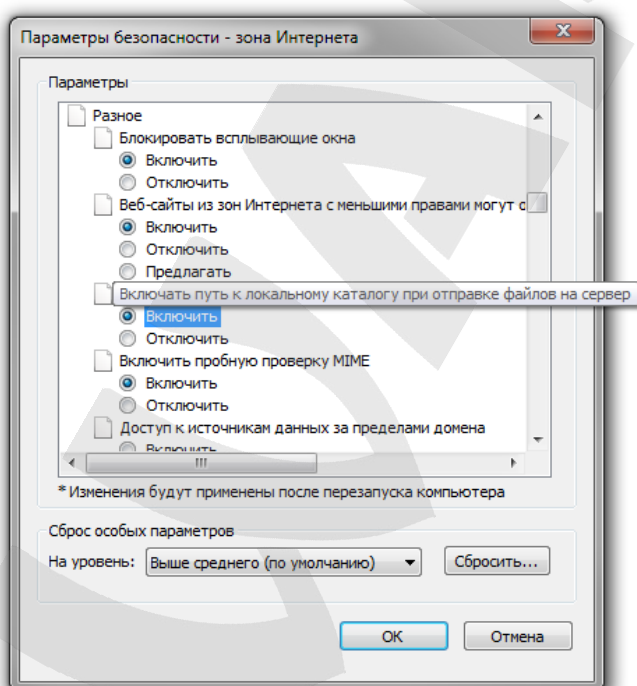 Параметры безопасности - зона Интернета
Параметры
Разное
Блокировать всплывающие окна
Включить
Отключить
Веб-сайты из зон Интернета с меньшими правами могут о
Включить
Отключить
Предлагать
Включать путь к локальному каталогу при отправке файлов на сервер
Включить
Отключить
Включить пробную проверку MIME
Включить
Отключить
Доступ к источникам данных за пределами домена
Включить
* Изменения будут применены после перезапуска компьютера
Сброс особых параметров
На уровень: Выше среднего (по умолчанию) Сбросить...
ОК Отмена